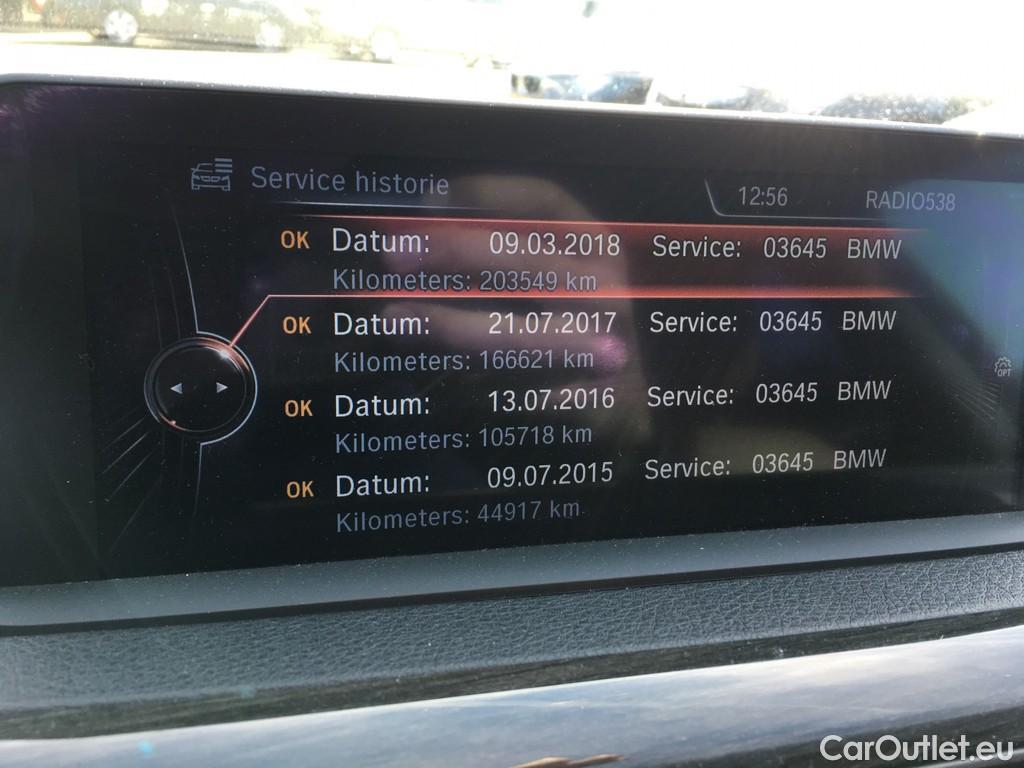 Service historie
12:56 RADIO538
OK Datum: 09.03.2018 Service: 03645 BMW
Kilometers: 203549 km
OK Datum: 21.07.2017 Service: 03645 BMW
Kilometers: 166621 km
OPT
OK Datum: 13.07.2016 Service: 03645 BMW
Kilometers: 105718 km
OK Datum: 09.07.2015 Service: 03645 BMW
Kilometers: 44917 km
CarOutlet.eu